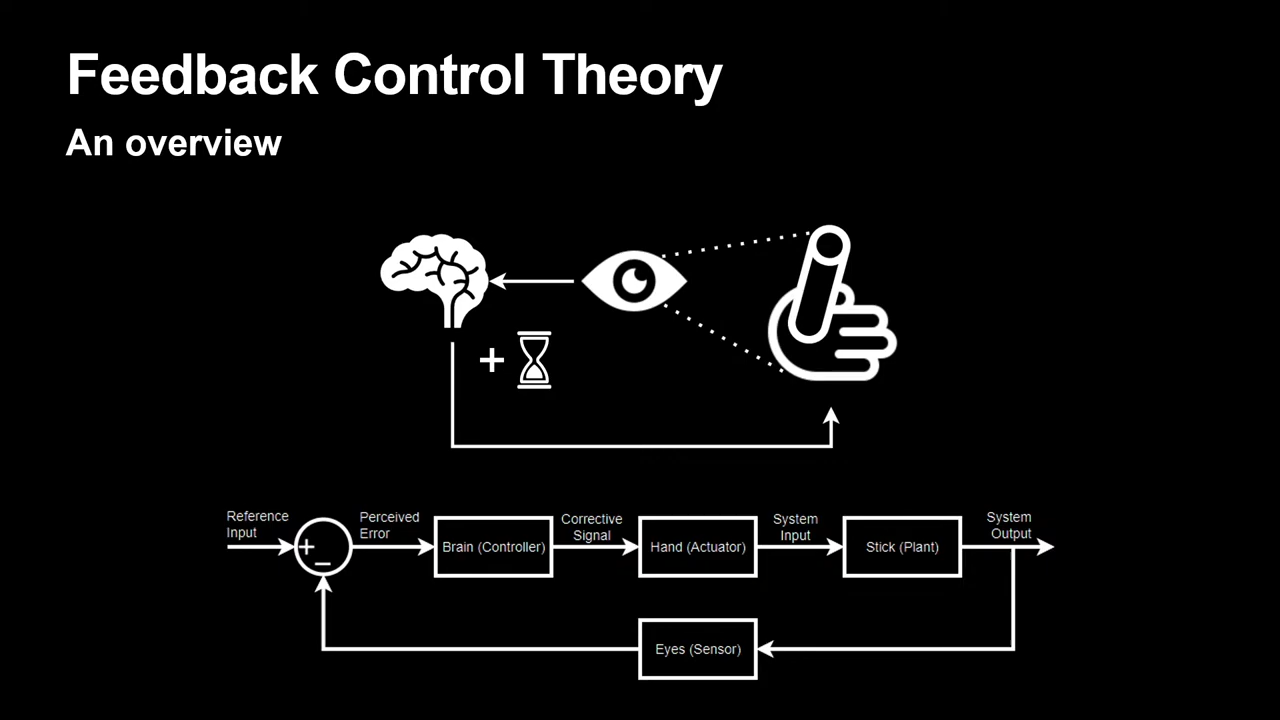 Feedback Control Theory
An overview
+
Reference
Input
+
–
Perceived
Error
Brain (Controller)
Corrective
Signal
Hand (Actuator)
System
Input
Stick (Plant)
System
Output
Eyes (Sensor)